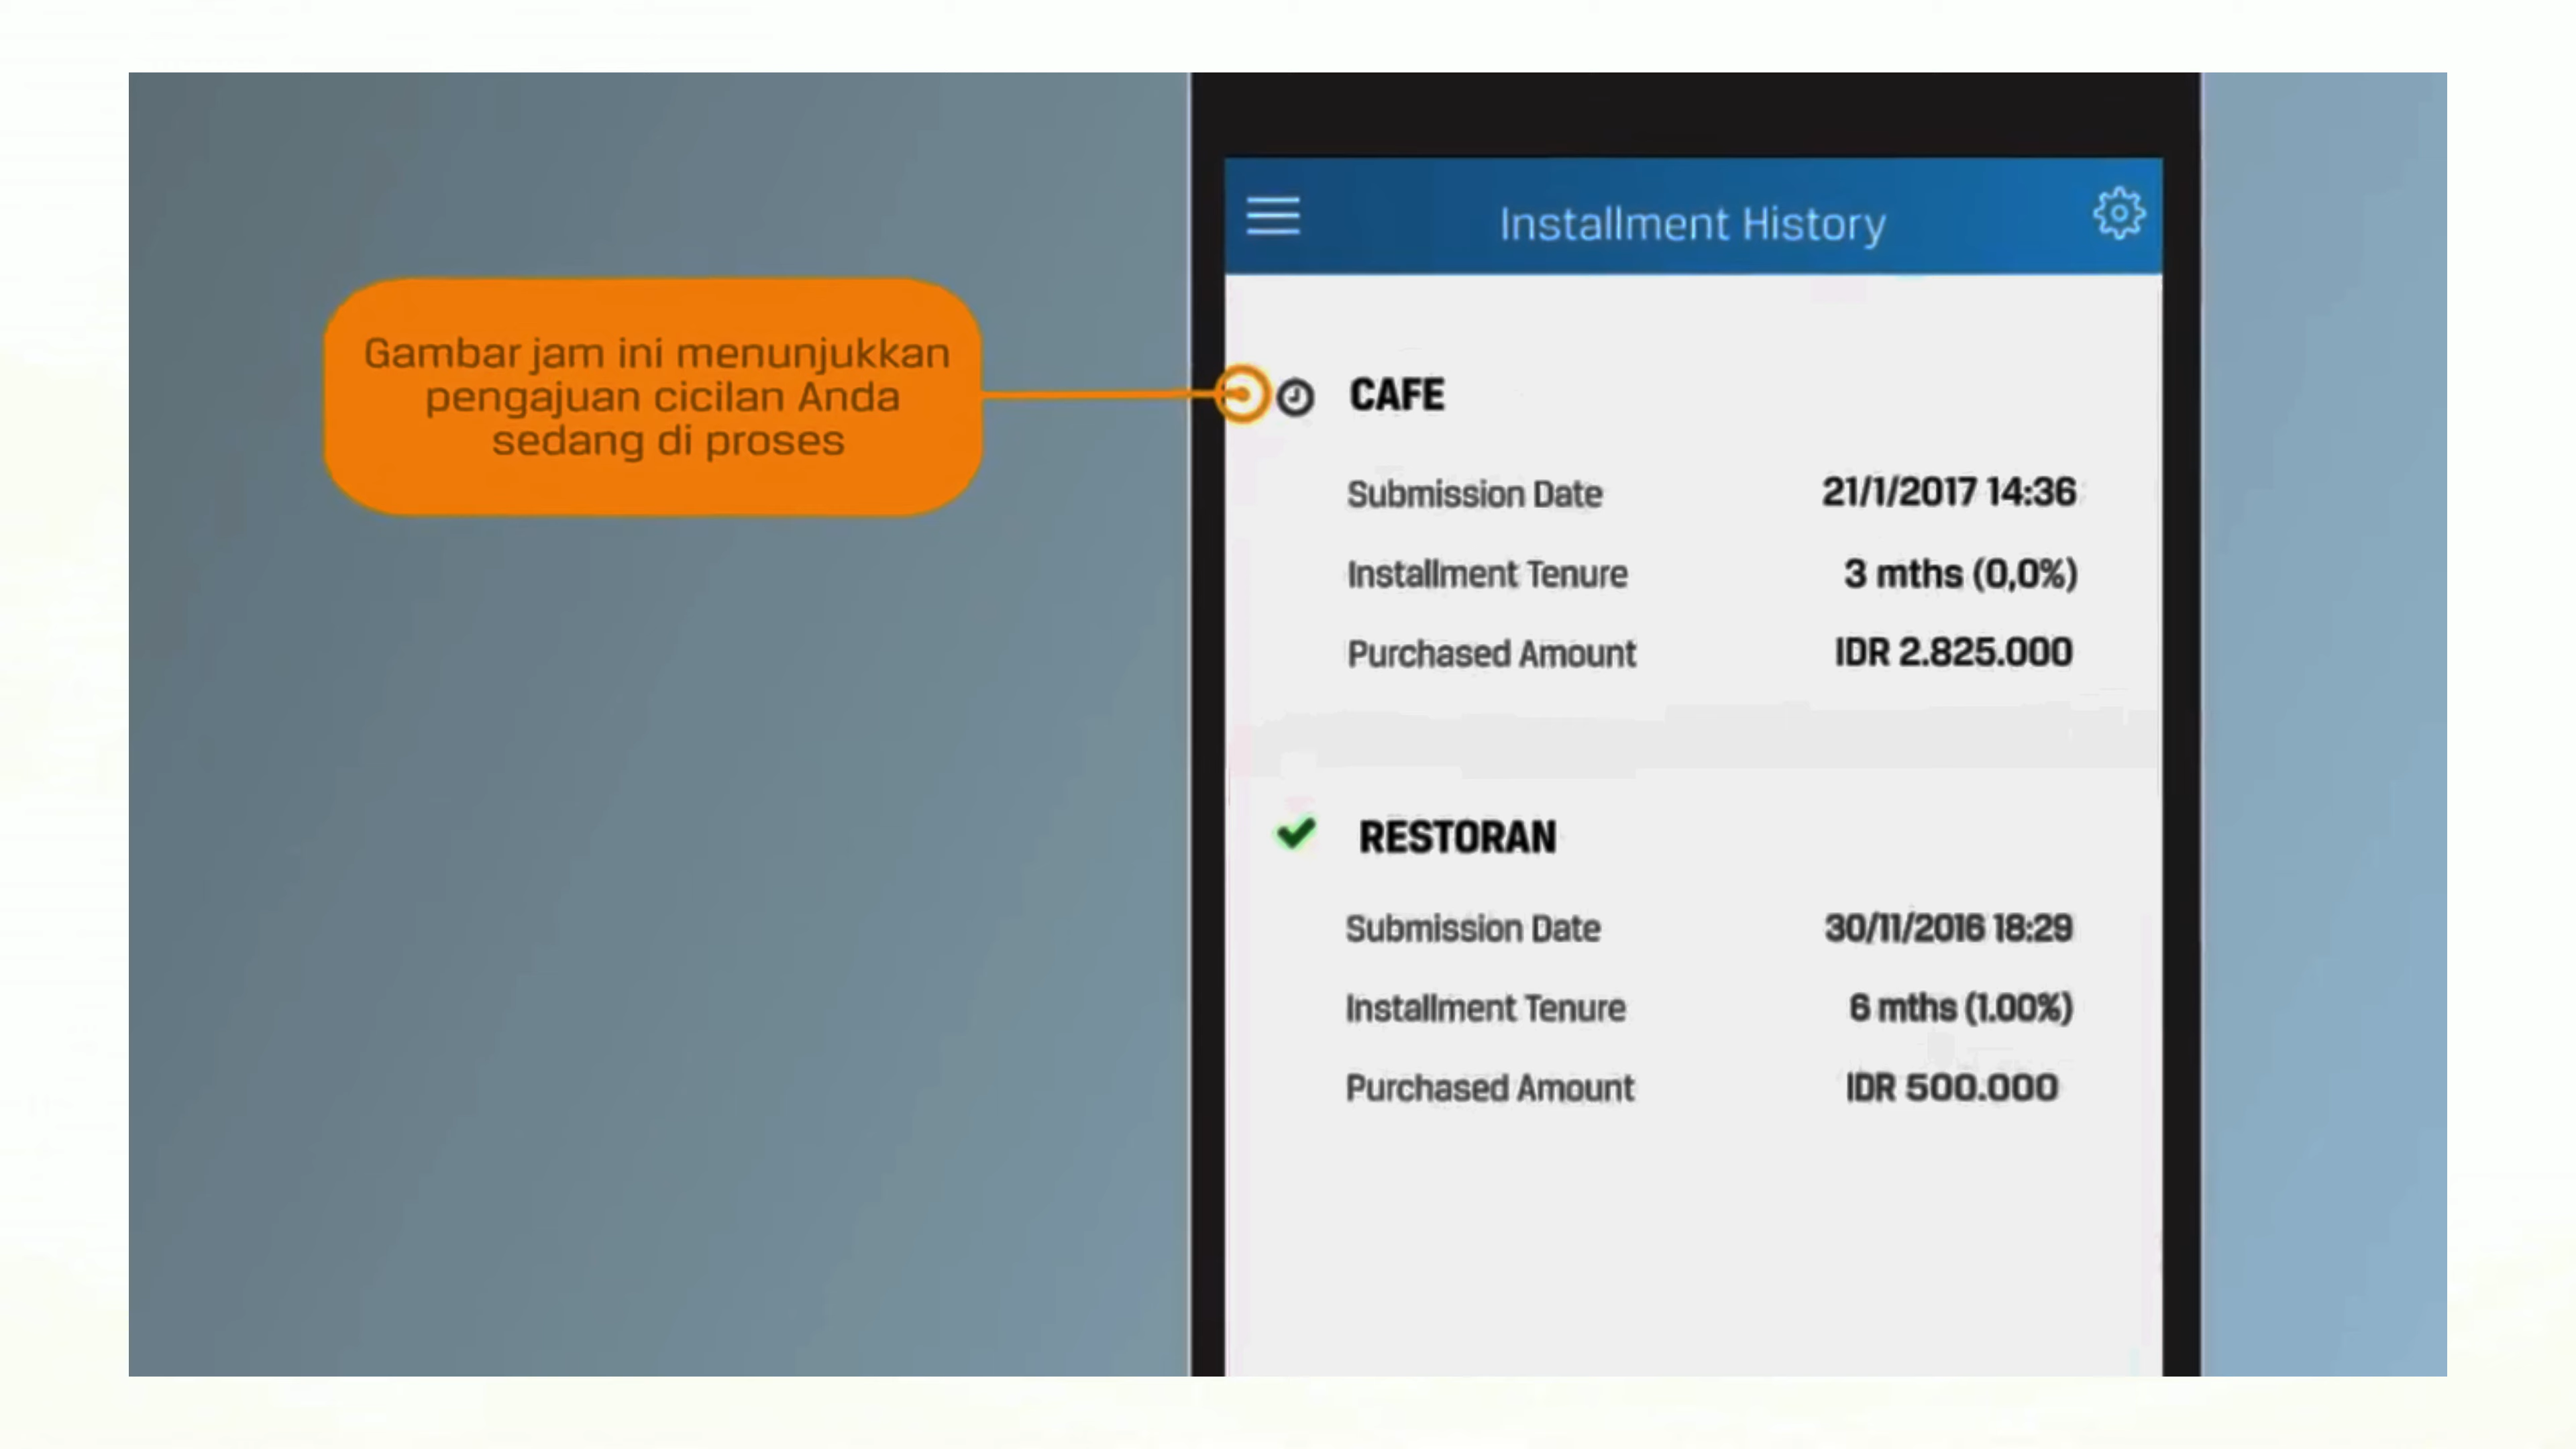 Installment History
Gambar jam ini menunjukkan
pengajuan cicilan Anda
sedang di proses
CAFE
Submission Date 21/1/2017 14:36
Installment Tenure 3 mths (0,0%)
Purchased Amount IDR 2.825.000
RESTORAN
Submission Date 30/11/2016 18:29
Installment Tenure 6 mths (1.00%)
Purchased Amount IDR 500.000